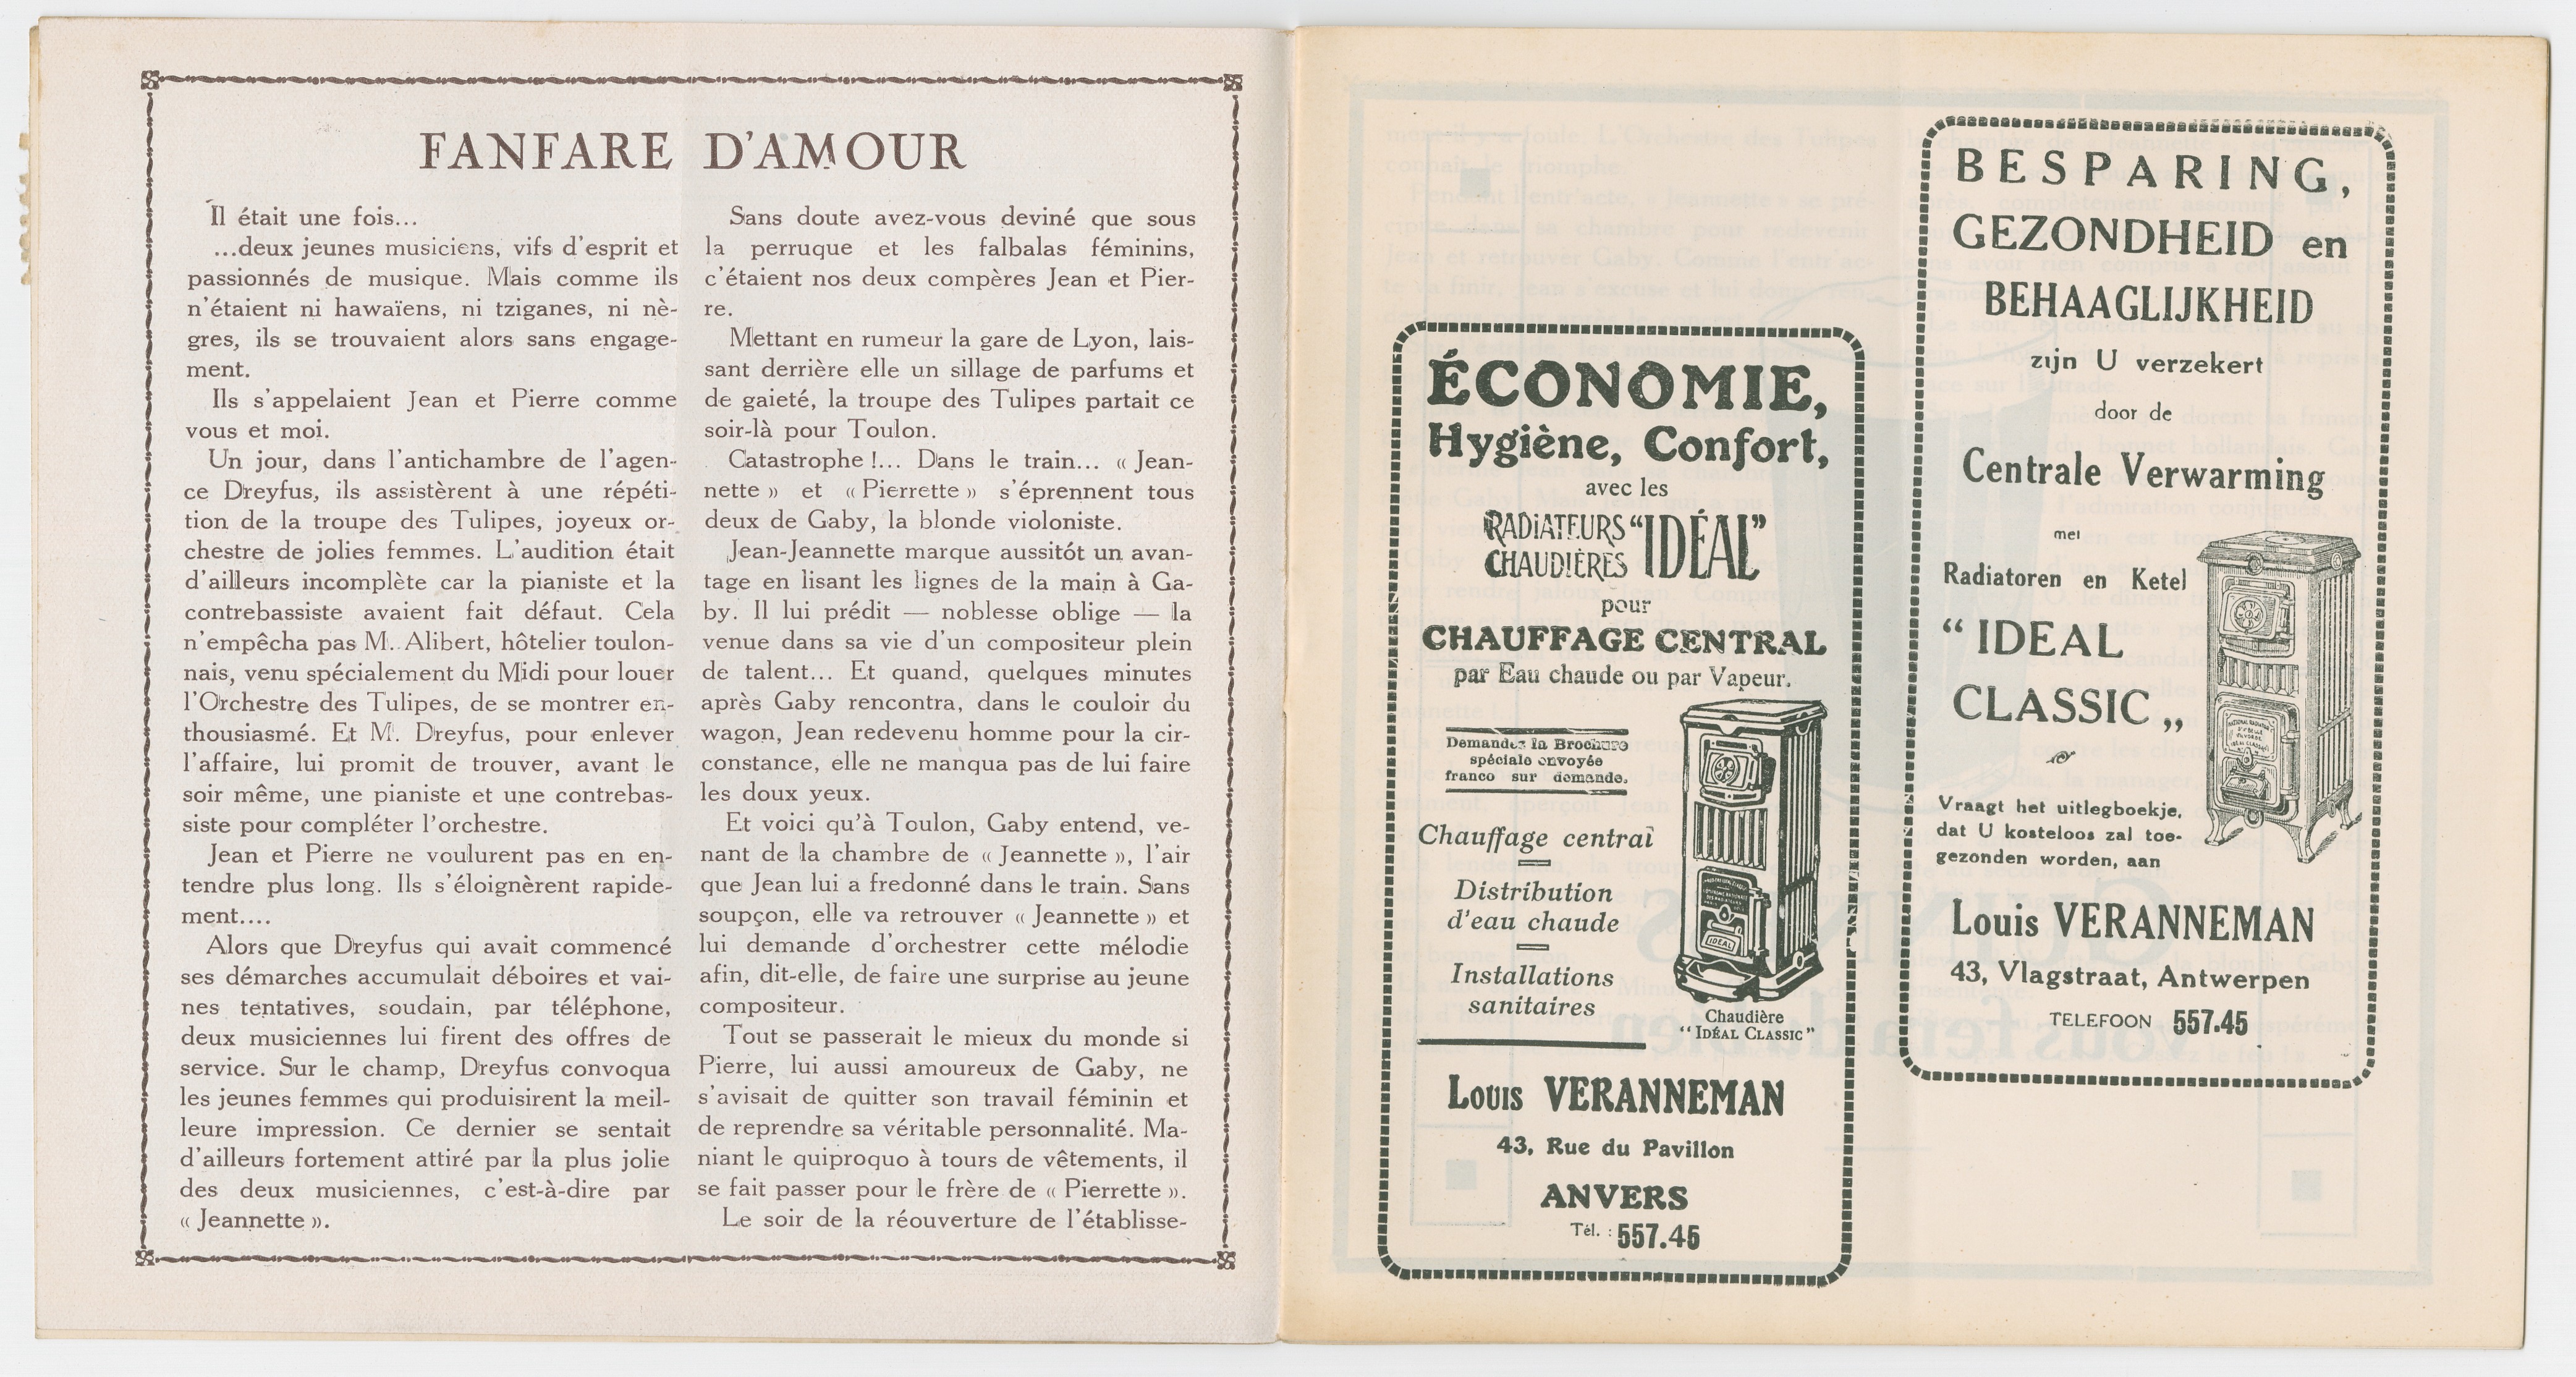 FANFARE D'AMOUR
Il était une fois...
...deux jeunes musiciens, vifs d'esprit et
passionnés de musique. Mais comme ils
n'étaient ni hawaïens, ni tziganes, ni nè-
gres, ils se trouvaient alors sans engage-
ment.
Ils s'appelaient Jean et Pierre comme
vous et moi.
Un jour, dans l'antichambre de l'agen-
ce Dreyfus, ils assistèrent à une répéti-
tion de la troupe des Tulipes, joyeux or-
chestre de jolies femmes. L'audition était
d'ailleurs incomplète car la pianiste et la
contrebassiste avaient fait défaut. Cela
n'empêcha pas M. Alibert, hôtelier toulon-
nais, venu spécialement du Midi pour louer
l'Orchestre des Tulipes, de se montrer en-
thousiasmé. Et M. Dreyfus, pour enlever
l'affaire, lui promit de trouver, avant le
soir même, une pianiste et une contrebas-
siste pour compléter l'orchestre.
Jean et Pierre ne voulurent pas en en-
tendre plus long. Ils s'éloignèrent rapide-
ment....
Alors que Dreyfus qui avait commencé
ses démarches accumulait déboires et vai-
nes tentatives, soudain, par téléphone,
deux musiciennes lui firent des offres de
service. Sur le champ, Dreyfus convoqua
les jeunes femmes qui produisirent la meil-
leure impression. Ce dernier se sentait
d'ailleurs fortement attiré par la plus jolie
des deux musiciennes, c'est-à-dire par
« Jeannette ».
Sans doute avez-vous deviné que sous
la perruque et les falbalas féminins,
c'étaient nos deux compères Jean et Pier-
re.
Mettant en rumeur la gare de Lyon, lais-
sant derrière elle un sillage de parfums et
de gaieté, la troupe des Tulipes partait ce
soir-là pour Toulon.
Catastrophe !... Dans le train... « Jean-
nette » et « Pierrette » s'éprennent tous
deux de Gaby, la blonde violoniste.
Jean-Jeannette marque aussitót un avan-
tage en lisant les lignes de la main à Ga-
by. Il lui prédit — noblesse oblige — la
venue dans sa vie d'un compositeur plein
de talent... Et quand, quelques minutes
après Gaby rencontra, dans le couloir du
wagon, Jean redevenu homme pour la cir-
constance, elle ne manqua pas de lui faire
les doux yeux.
Et voici qu'à Toulon, Gaby entend, ve-
nant de la chambre de « Jeannette », l'air
que Jean lui a fredonné dans le train. Sans
soupçon, elle va retrouver « Jeannette » et
lui demande d'orchestrer cette mélodie
afin, dit-elle, de faire une surprise au jeune
compositeur.
Tout se passerait le mieux du monde si
Pierre, lui aussi amoureux de Gaby, ne
s'avisait de quitter son travail féminin et
de reprendre sa véritable personnalité. Ma-
niant le quiproquo à tours de vêtements, il
se fait passer pour le frère de « Pierrette ».
Le soir de la réouverture de l'établisse-
ÉCONOMIE,
Hygiène, Confort,
avec les
RADIATEURS "IDÉAL"
CHAUDIÈRES
pour
CHAUFFAGE CENTRAL
par Eau chaude ou par Vapeur.
Demandez la Brochure
spéciale envoyée
franco sur demande.
Chauffage central
Distribution
d'eau chaude
Installations
sanitaires
IDEAL
Chaudière
"IDÉAL CLASSIC"
Louis VERANNEMAN
43, Rue du Pavillon
ANVERS
Tél. : 557.45
BESPARING,
GEZONDHEID en
BEHAAGLIJKHEID
zijn U verzekert
door de
Centrale Verwarming
met
Radiatoren en Ketel
" IDEAL
CLASSIC „
Vraagt het uitlegboekje,
dat U kosteloos zal toe-
gezonden worden, aan
Louis VERANNEMAN
43, Vlagstraat, Antwerpen
TELEFOON 557.45